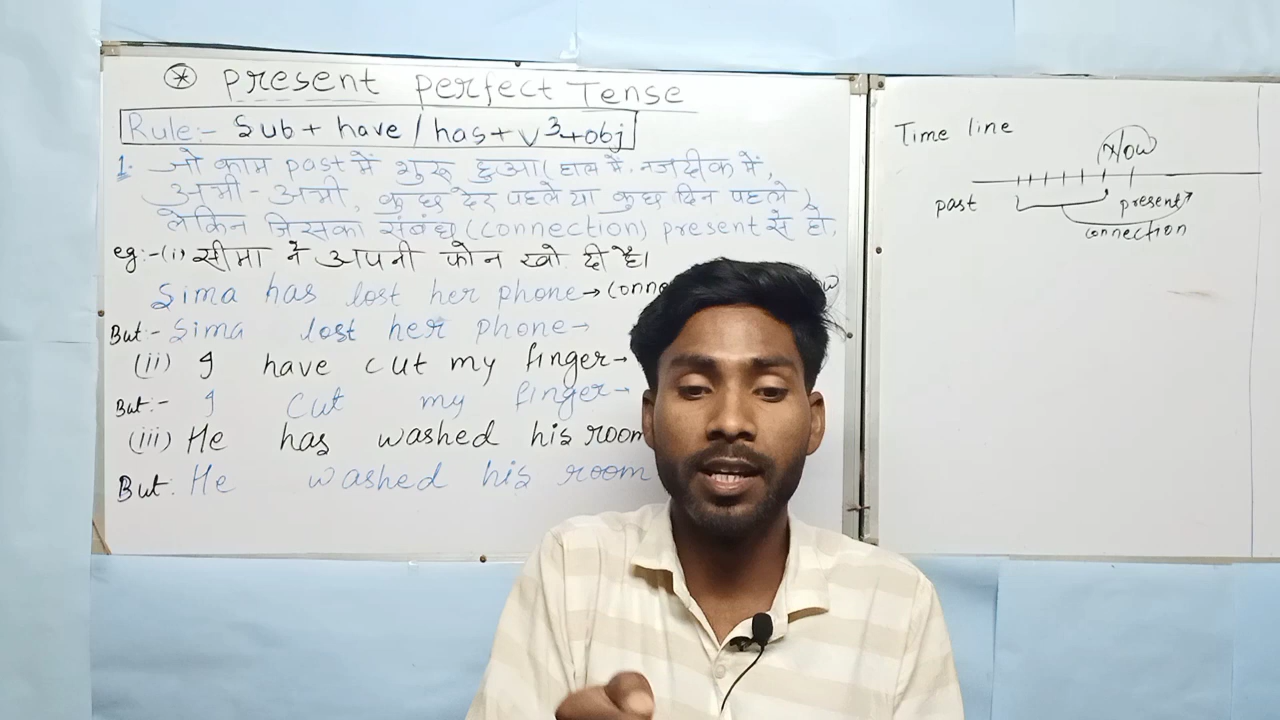 * Present perfect Tense
Rule:- Sub + have / has + V³+obj
1. जो काम past में शुरू हुआ ( हाल में, नजदीक में,
अभी - अभी, कुछ देर पहले या कुछ दिन पहले )
लेकिन जिसका संबंध (connection) present से हो,
eg:-(i) सीमा ने अपनी फोन खो दी है।
Sima has lost her phone→
But:- Sima lost her phone→
(ii) I have cut my finger→
But:- I cut my finger→
(iii) He has washed his room
But: He washed his room
Time line
Now
past present
connection